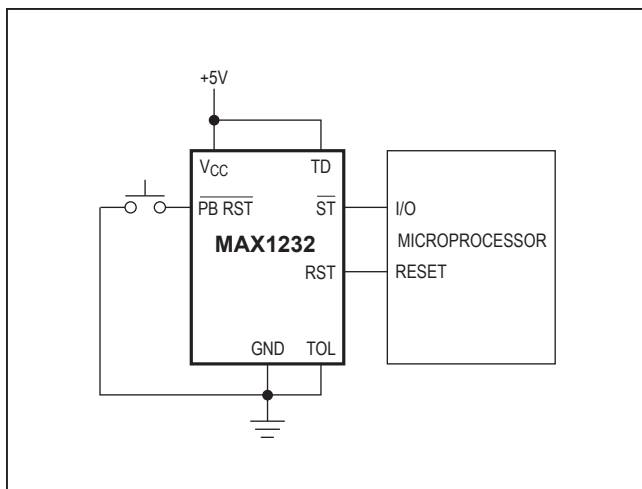 +5V
VCC
TD
PB RST
ST
I/O
MICROPROCESSOR
MAX1232
RST
RESET
GND
TOL